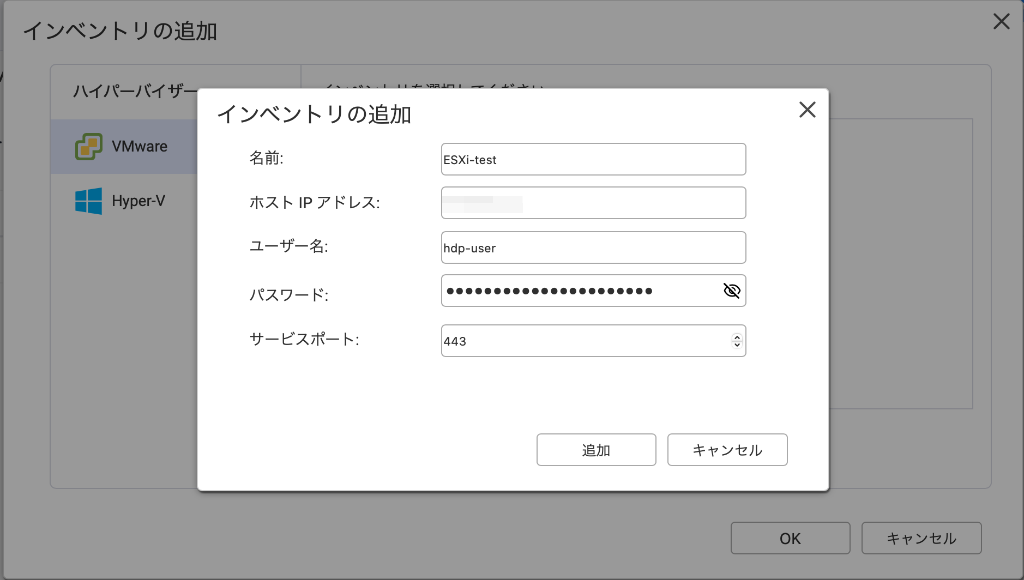 インベントリの追加
ハイパーバイザー
インベントリを選択してください
VMware
Hyper-V
インベントリの追加
名前:
ESXi-test
ホスト IP アドレス:
ユーザー名:
hdp-user
パスワード:
●●●●●●●●●●●●●●●●●●●●●●
サービスポート:
443
追加
キャンセル
OK
キャンセル